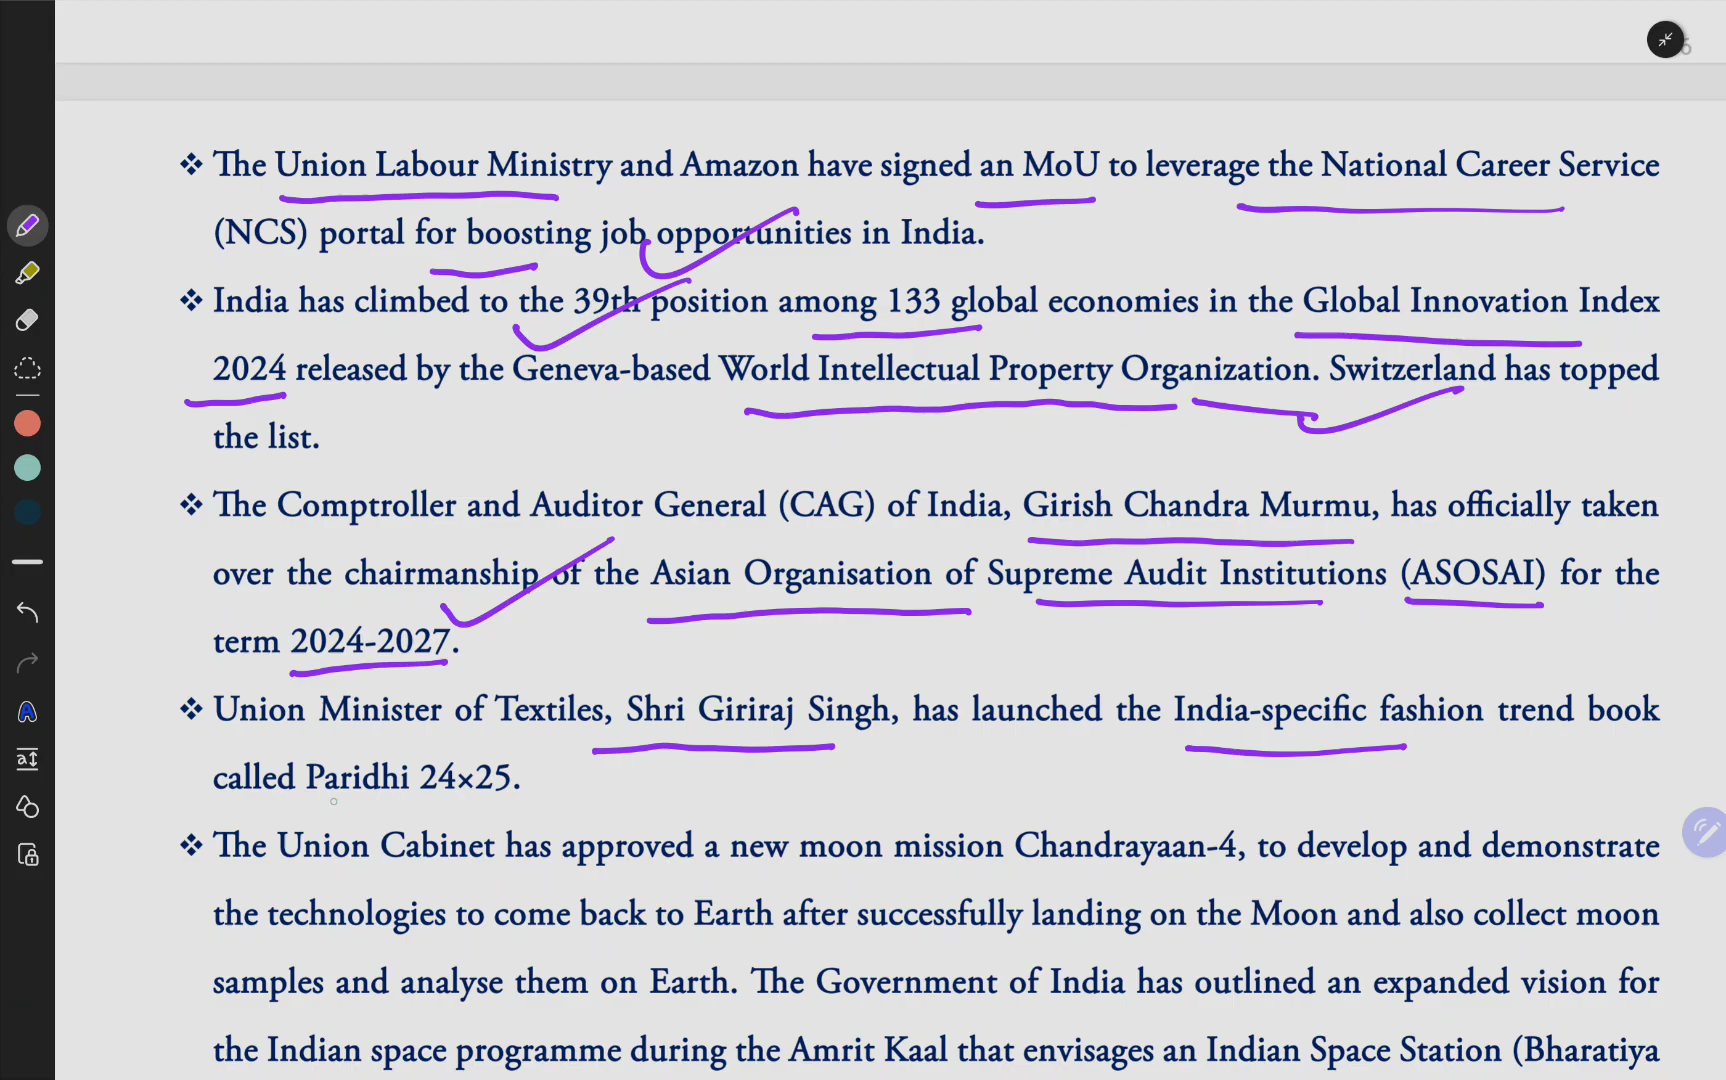 ❖ The Union Labour Ministry and Amazon have signed an MoU to leverage the National Career Service
(NCS) portal for boosting job opportunities in India.
❖ India has climbed to the 39th position among 133 global economies in the Global Innovation Index
2024 released by the Geneva-based World Intellectual Property Organization. Switzerland has topped
the list.
❖ The Comptroller and Auditor General (CAG) of India, Girish Chandra Murmu, has officially taken
over the chairmanship of the Asian Organisation of Supreme Audit Institutions (ASOSAI) for the
term 2024-2027.
❖ Union Minister of Textiles, Shri Giriraj Singh, has launched the India-specific fashion trend book
called Paridhi 24×25.
❖ The Union Cabinet has approved a new moon mission Chandrayaan-4, to develop and demonstrate
the technologies to come back to Earth after successfully landing on the Moon and also collect moon
samples and analyse them on Earth. The Government of India has outlined an expanded vision for
the Indian space programme during the Amrit Kaal that envisages an Indian Space Station (Bharatiya